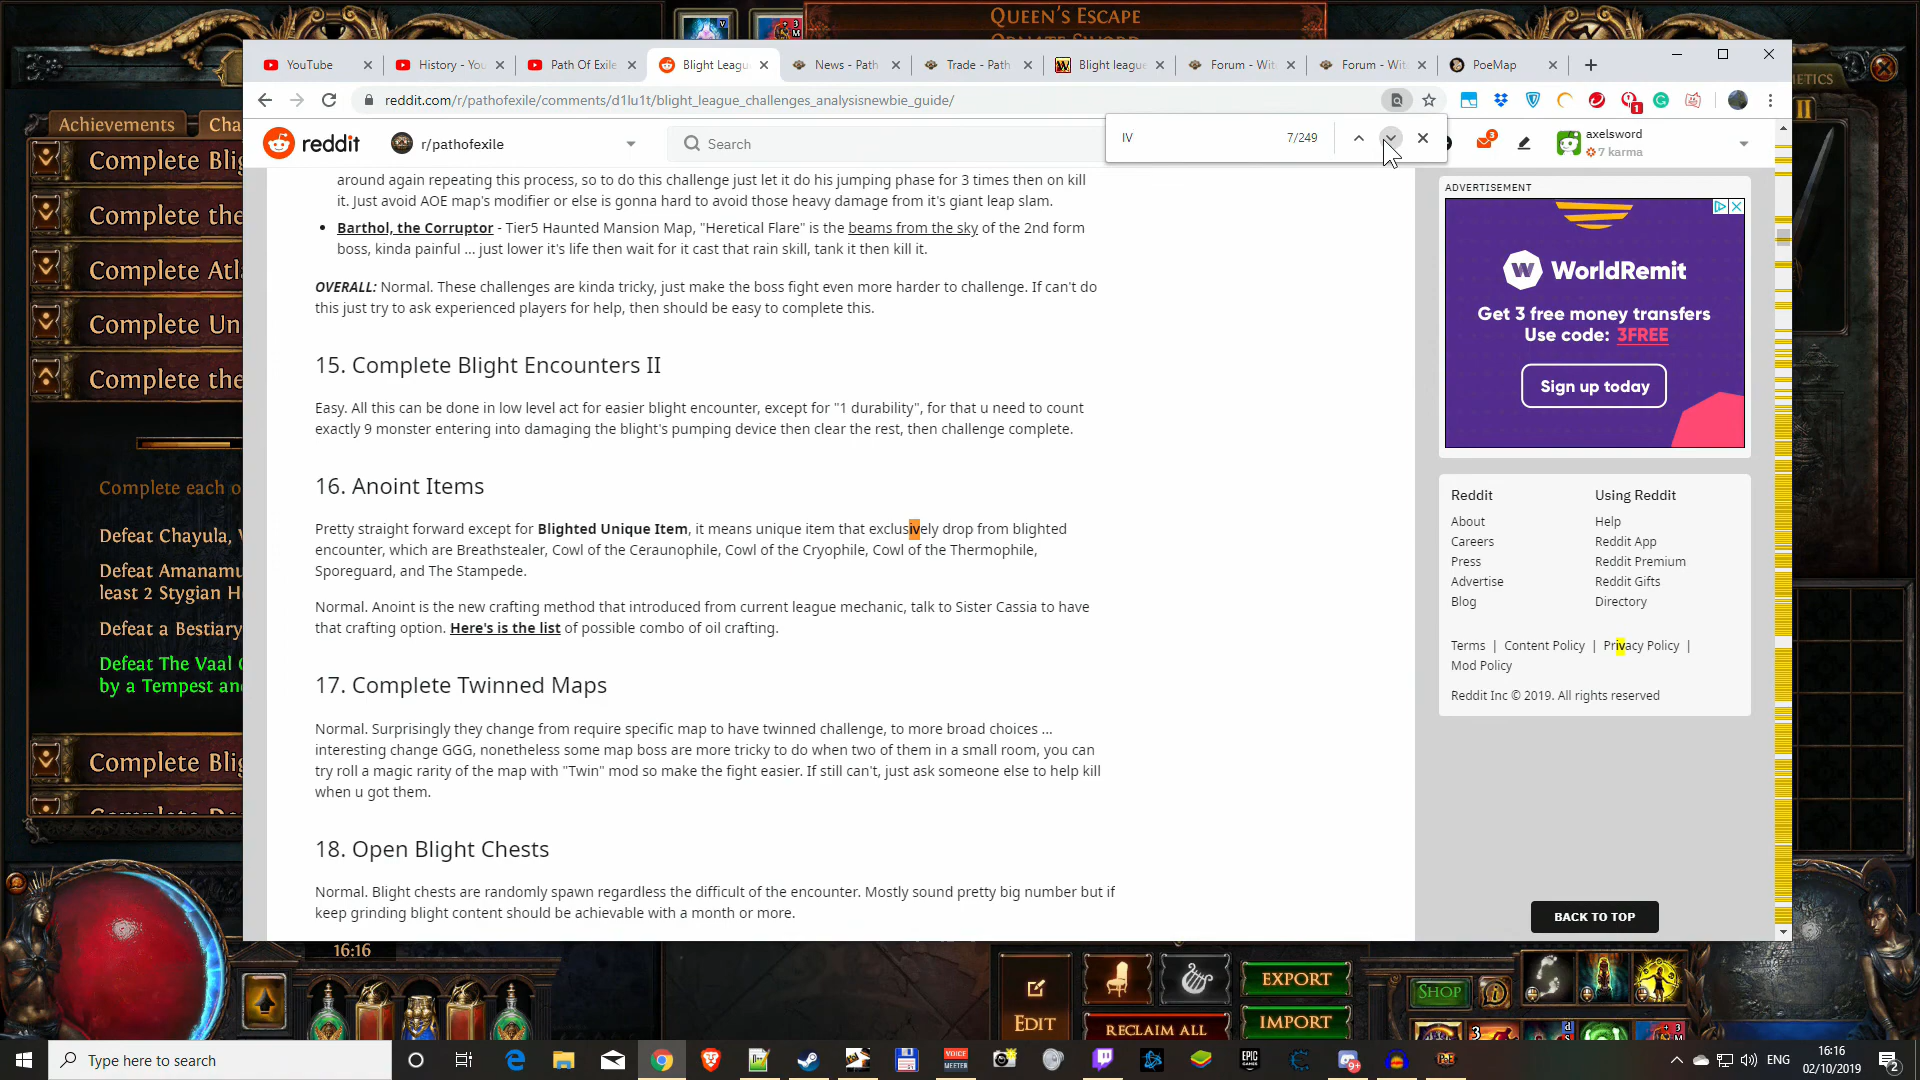 QUEEN'S ESCAPE
YouTube
History - You
Path Of Exile
Blight Leagu
News - Path
Trade - Path
Blight league
Forum - Wit
Forum - Wit
PoeMap
reddit.com/r/pathofexile/comments/d1lu1t/blight_league_challenges_analysisnewbie_guide/
IV
7/249
reddit
r/pathofexile
Search
3
axelsword
7 karma
Achievements
Cha
Complete Bli
Complete the
Complete Atl
Complete Un
Complete the
Complete each o
Defeat Chayula, V
Defeat Amanamu
least 2 Stygian H
Defeat a Bestiary
Defeat The Vaal
by a Tempest and
Complete Blig
around again repeating this process, so to do this challenge just let it do his jumping phase for 3 times then on kill
it. Just avoid AOE map's modifier or else is gonna hard to avoid those heavy damage from it's giant leap slam.
Barthol, the Corruptor - Tier5 Haunted Mansion Map, "Heretical Flare" is the beams from the sky of the 2nd form
boss, kinda painful ... just lower it's life then wait for it cast that rain skill, tank it then kill it.
OVERALL: Normal. These challenges are kinda tricky, just make the boss fight even more harder to challenge. If can't do
this just try to ask experienced players for help, then should be easy to complete this.
15. Complete Blight Encounters II
Easy. All this can be done in low level act for easier blight encounter, except for "1 durability", for that u need to count
exactly 9 monster entering into damaging the blight's pumping device then clear the rest, then challenge complete.
16. Anoint Items
Pretty straight forward except for Blighted Unique Item, it means unique item that exclusively drop from blighted
encounter, which are Breathstealer, Cowl of the Ceraunophile, Cowl of the Cryophile, Cowl of the Thermophile,
Sporeguard, and The Stampede.
Normal. Anoint is the new crafting method that introduced from current league mechanic, talk to Sister Cassia to have
that crafting option. Here's is the list of possible combo of oil crafting.
17. Complete Twinned Maps
Normal. Surprisingly they change from require specific map to have twinned challenge, to more broad choices ...
interesting change GGG, nonetheless some map boss are more tricky to do when two of them in a small room, you can
try roll a magic rarity of the map with "Twin" mod so make the fight easier. If still can't, just ask someone else to help kill
when u got them.
18. Open Blight Chests
Normal. Blight chests are randomly spawn regardless the difficult of the encounter. Mostly sound pretty big number but if
keep grinding blight content should be achievable with a month or more.
ADVERTISEMENT
WorldRemit
Get 3 free money transfers
Use code: 3FREE
Sign up today
Reddit
Using Reddit
About
Help
Careers
Reddit App
Press
Reddit Premium
Advertise
Reddit Gifts
Blog
Directory
Terms | Content Policy | Privacy Policy |
Mod Policy
Reddit Inc © 2019. All rights reserved
BACK TO TOP
16:16
EDIT
RECLAIM ALL
EXPORT
IMPORT
SHOP
Type here to search
ENG
16:16
02/10/2019
2